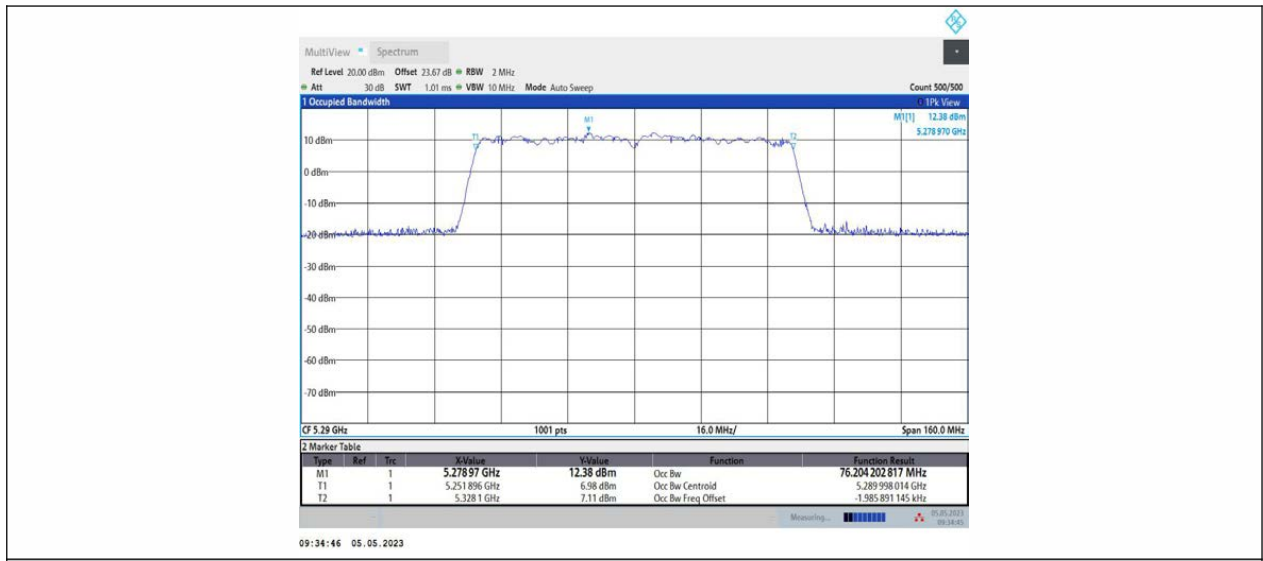 MultiView Spectrum
Ref Level 20.00 dBm Offset 23.67 dB RBW 2 MHz
Att 30 dB SWT 1.01 ms VBW 10 MHz Mode Auto Sweep Count 500/500
1 Occupied Bandwidth 1Pk View
M1[1] 12.38 dBm
5.278 970 GHz
M1
T1
T2
10 dBm
0 dBm
-10 dBm
-20 dBm
-30 dBm
-40 dBm
-50 dBm
-60 dBm
-70 dBm
CF 5.29 GHz 1001 pts 16.0 MHz/ Span 160.0 MHz
2 Marker Table
Type Ref Trc X-Value Y-Value Function Function Result
M1 1 5.278 97 GHz 12.38 dBm Occ Bw 76.204 202 817 MHz
T1 1 5.251 896 GHz 6.98 dBm Occ Bw Centroid 5.289 998 014 GHz
T2 1 5.328 1 GHz 7.11 dBm Occ Bw Freq Offset -1.985 891 145 kHz
Measuring... 05.05.2023
09:34:45
09:34:46 05.05.2023